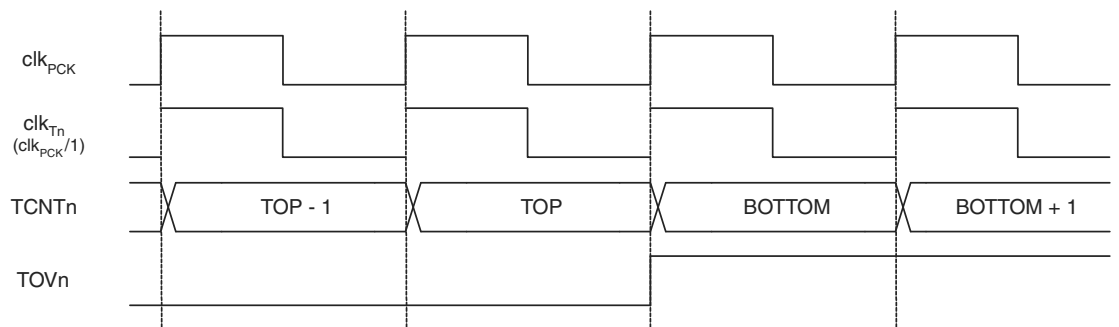 clkPCK
clkTn
(clkPCK/1)
TCNTn TOP - 1 TOP BOTTOM BOTTOM + 1
TOVn